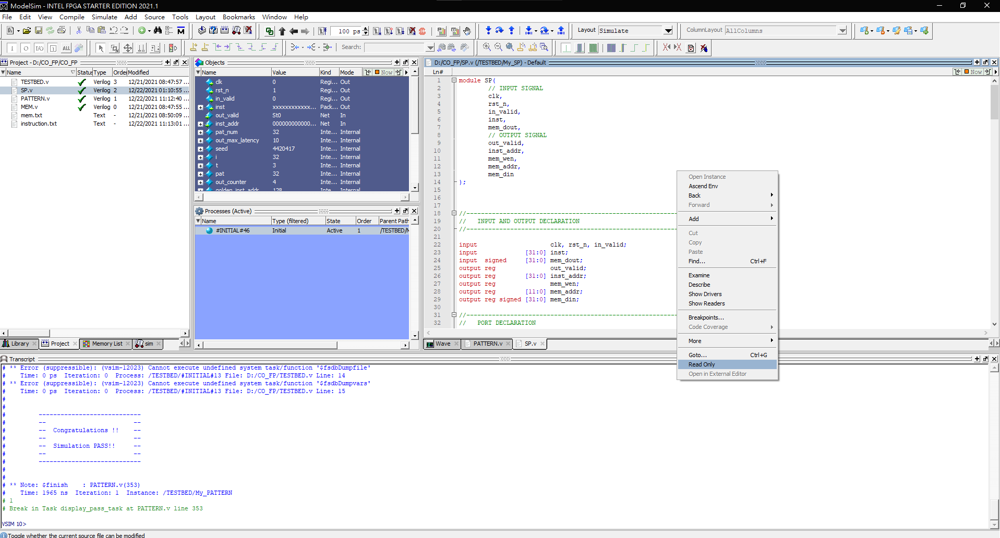 ModelSim - INTEL FPGA STARTER EDITION 2021.1
File Edit View Compile Simulate Add Source Tools Layout Bookmarks Window Help
100 ps
Layout Simulate
ColumnLayout AllColumns
Search:
Project - D:/CO_FP/CO_FP
Name Status Type Order Modified
TESTBED.v Verilog 3 12/21/2021 08:47:57 ...
SP.v Verilog 2 12/22/2021 01:10:55 ...
PATTERN.v Verilog 1 12/22/2021 11:12:40 ...
MEM.v Verilog 0 12/21/2021 08:47:55 ...
mem.txt Text - 12/21/2021 08:50:09 ...
instruction.txt Text - 12/22/2021 11:13:01 ...
Library Project Memory List sim
Objects
Name Value Kind Mode Now
clk 0 Regi... Out
rst_n 1 Regi... Out
in_valid 0 Regi... Out
inst xxxxxxxxxxxx... Pack... Out
out_valid St0 Net In
inst_addr 000000000000... Net In
pat_num 32 Inte... Internal
out_max_latency 10 Inte... Internal
seed 4420417 Inte... Internal
i 32 Inte... Internal
t 3 Inte... Internal
pat 32 Inte... Internal
out_counter 4 Inte... Internal
golden_inst_addr 128 Inte... Internal
Processes (Active)
Name Type (filtered) State Order Parent Path
#INITIAL#46 Initial Active 1 /TESTBED/M
D:/CO_FP/SP.v (/TESTBED/My_SP) - Default
Ln# Now
1 module SP(
2 // INPUT SIGNAL
3 clk,
4 rst_n,
5 in_valid,
6 inst,
7 mem_dout,
8 // OUTPUT SIGNAL
9 out_valid,
10 inst_addr,
11 mem_wen,
12 mem_addr,
13 mem_din
14 );
15
16
17
18 //----------------------------------------------------------
19 // INPUT AND OUTPUT DECLARATION
20 //----------------------------------------------------------
21
22 input clk, rst_n, in_valid;
23 input [31:0] inst;
24 input signed [31:0] mem_dout;
25 output reg out_valid;
26 output reg [31:0] inst_addr;
27 output reg mem_wen;
28 output reg [11:0] mem_addr;
29 output reg signed [31:0] mem_din;
30
31 //----------------------------------------------------------
32 // PORT DECLARATION
Wave PATTERN.v SP.v
Open Instance
Ascend Env
Back
Forward
Add
Cut
Copy
Paste
Find... Ctrl+F
Examine
Describe
Show Drivers
Show Readers
Breakpoints...
Code Coverage
More
Goto... Ctrl+G
Read Only
Open in External Editor
Transcript
# ** Error (suppressible): (vsim-12023) Cannot execute undefined system task/function '$fsdbDumpfile'
# Time: 0 ps Iteration: 0 Process: /TESTBED/#INITIAL#13 File: D:/CO_FP/TESTBED.v Line: 14
# ** Error (suppressible): (vsim-12023) Cannot execute undefined system task/function '$fsdbDumpvars'
# Time: 0 ps Iteration: 0 Process: /TESTBED/#INITIAL#13 File: D:/CO_FP/TESTBED.v Line: 15
#
#
# ----------------------------
# -- --
# -- Congratulations !! --
# -- --
# -- Simulation PASS!! --
# -- --
# ----------------------------
#
#
# ** Note: $finish : PATTERN.v(353)
# Time: 1965 ns Iteration: 1 Instance: /TESTBED/My_PATTERN
# 1
# Break in Task display_pass_task at PATTERN.v line 353
VSIM 10>
Toggle whether the current source file can be modified